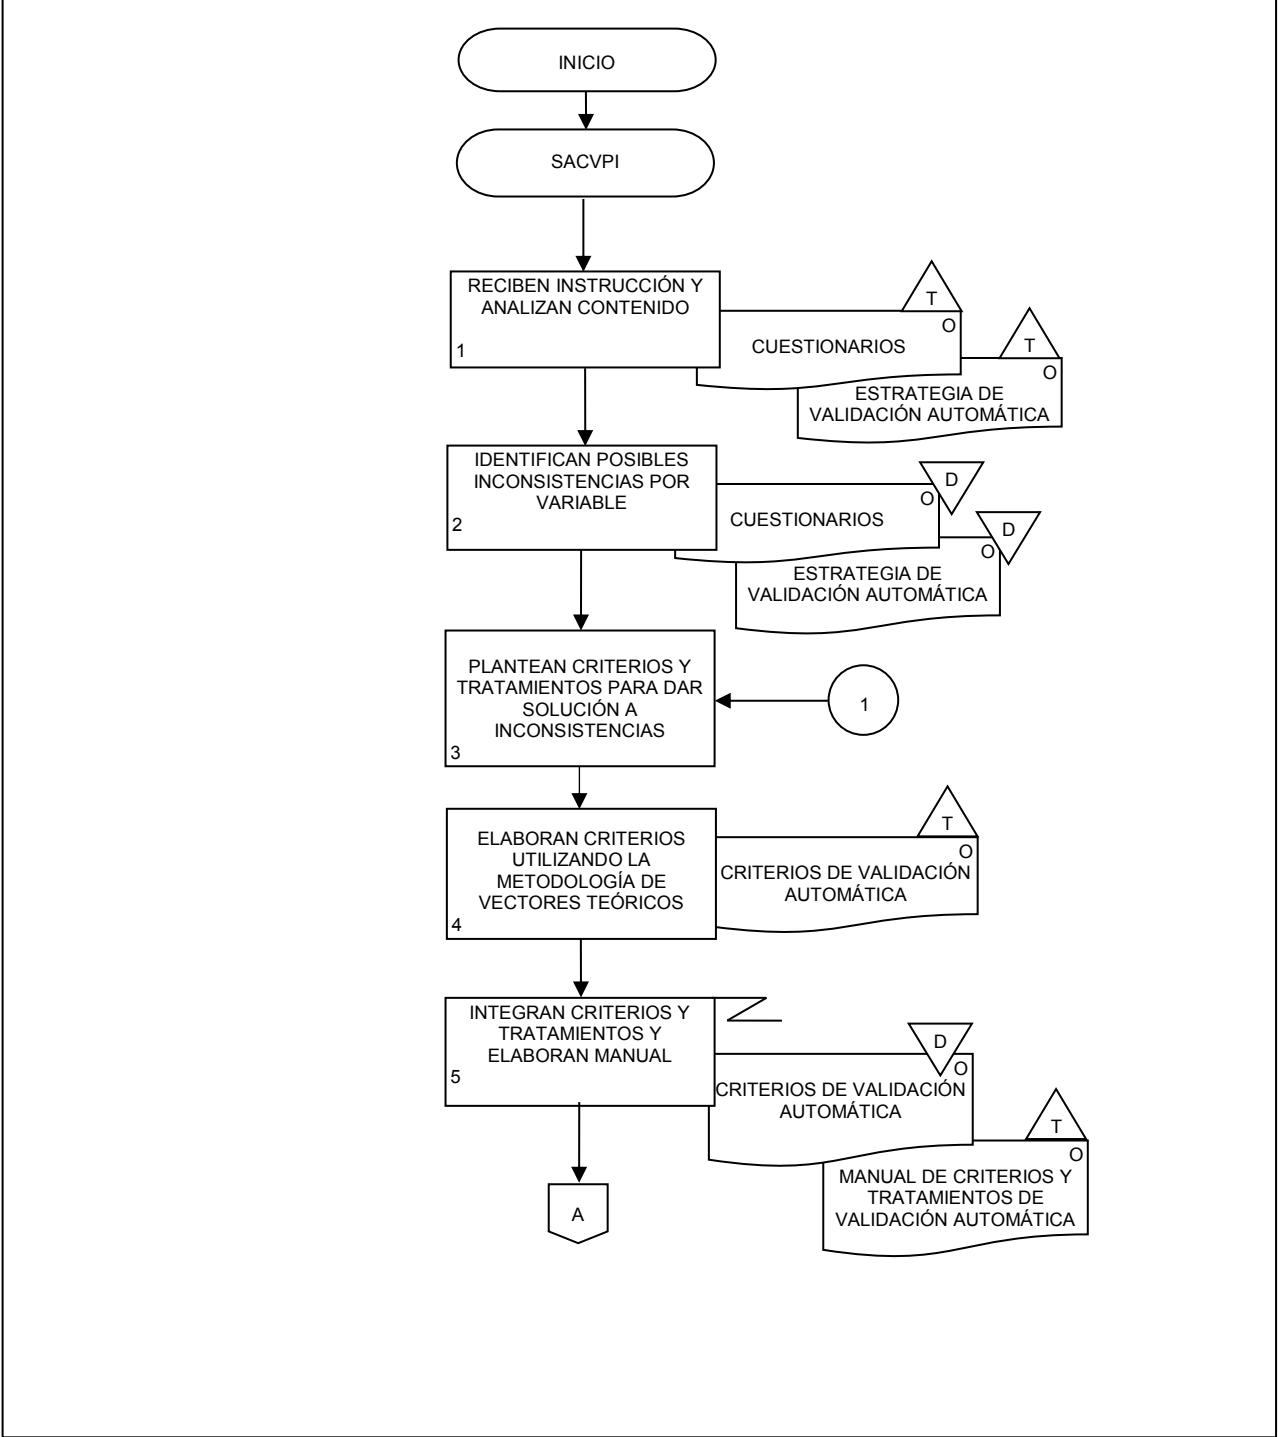 INICIO
SACVPI
RECIBEN INSTRUCCIÓN Y
ANALIZAN CONTENIDO
1
T
O
CUESTIONARIOS
T
O
ESTRATEGIA DE
VALIDACIÓN AUTOMÁTICA
IDENTIFICAN POSIBLES
INCONSISTENCIAS POR
VARIABLE
2
D
O
CUESTIONARIOS
D
O
ESTRATEGIA DE
VALIDACIÓN AUTOMÁTICA
PLANTEAN CRITERIOS Y
TRATAMIENTOS PARA DAR
SOLUCIÓN A
INCONSISTENCIAS
3
1
ELABORAN CRITERIOS
UTILIZANDO LA
METODOLOGÍA DE
VECTORES TEÓRICOS
4
T
O
CRITERIOS DE VALIDACIÓN
AUTOMÁTICA
INTEGRAN CRITERIOS Y
TRATAMIENTOS Y
ELABORAN MANUAL
5
D
O
CRITERIOS DE VALIDACIÓN
AUTOMÁTICA
T
O
MANUAL DE CRITERIOS Y
TRATAMIENTOS DE
VALIDACIÓN AUTOMÁTICA
A